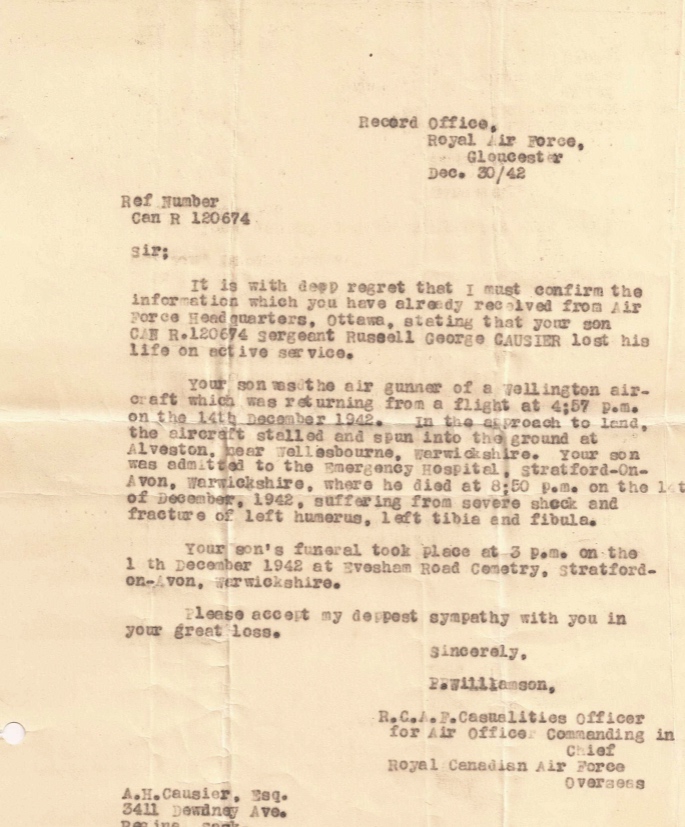 Record Office,
Royal Air Force,
Gloucester
Dec. 30/42
Ref Number
Can R 120674
Sir;
It is with deep regret that I must confirm the
information which you have already received from Air
Force Headquarters, Ottawa, stating that your son
CAN R.120674 Sergeant Russell George CAUSIER lost his
life on active service.
Your son was the air gunner of a Wellington air-
craft which was returning from a flight at 4;57 p.m.
on the 14th December 1942. In the approach to land,
the aircraft stalled and spun into the ground at
Alveston, near Wellesbourne, Warwickshire. Your son
was admitted to the Emergency Hospital, Stratford-On-
Avon, Warwickshire, where he died at 8;50 p.m. on the 14t
of December, 1942, suffering from severe shock and
fracture of left humerus, left tibia and fibula.
Your son's funeral took place at 3 p.m. on the
1 th December 1942 at Evesham Road Cemetry, Stratford-
on-Avon, Warwickshire.
Please accept my deppest sympathy with you in
your great loss.
Sincerely,
P.Williamson,
R.C.A.F.Casualities Officer
for Air Officer Commanding in
Chief
Royal Canadian Air Force
Overseas
A.H.Causier, Esq.
3411 Dewdney Ave.
Regina, Sask